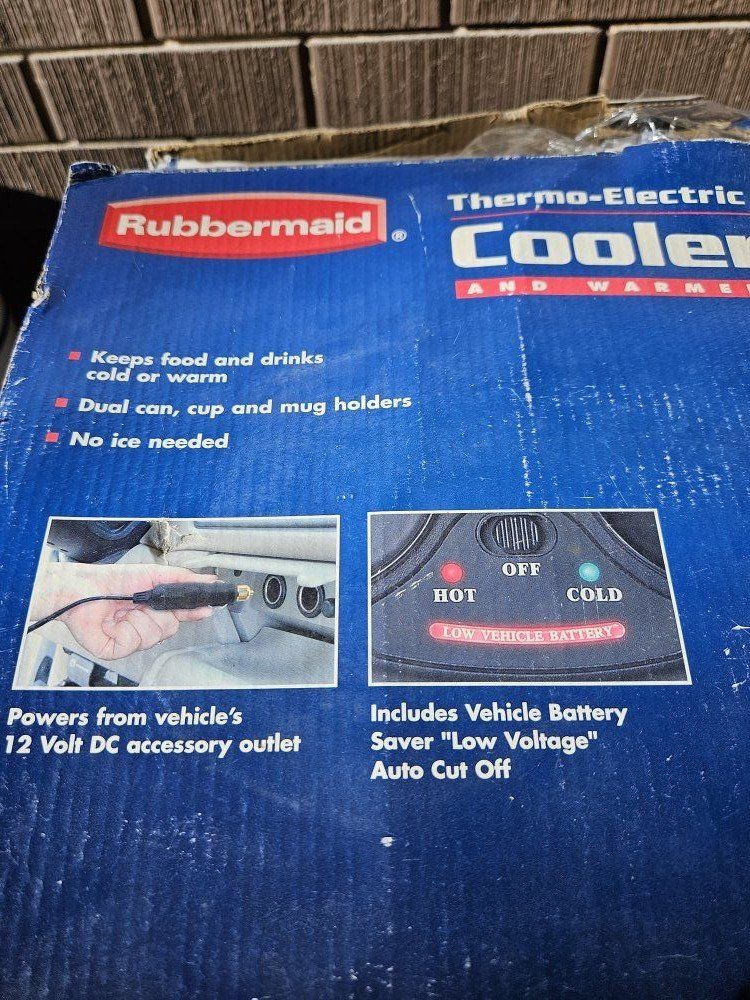 Rubbermaid®
Thermo-Electric
Cooler
AND WARMER
Keeps food and drinks
cold or warm
Dual can, cup and mug holders
No ice needed
OFF
HOT
COLD
LOW VEHICLE BATTERY
Powers from vehicle's
12 Volt DC accessory outlet
Includes Vehicle Battery
Saver "Low Voltage"
Auto Cut Off